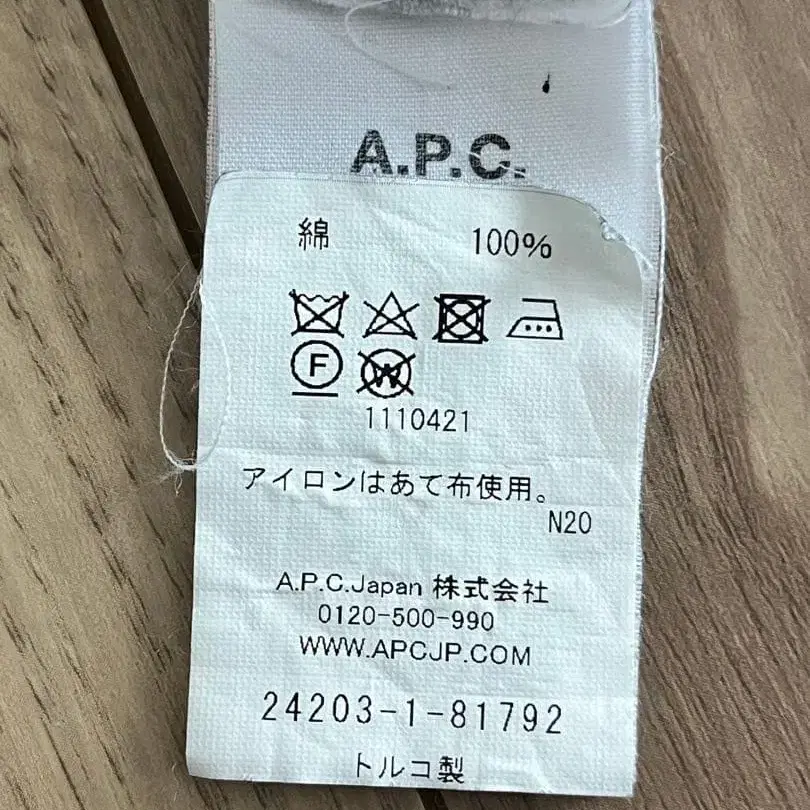 A.P.C.
綿 100%
F W
1110421
アイロンはあて布使用。
N20
A.P.C.Japan 株式会社
0120-500-990
WWW.APCJP.COM
24203-1-81792
トルコ製